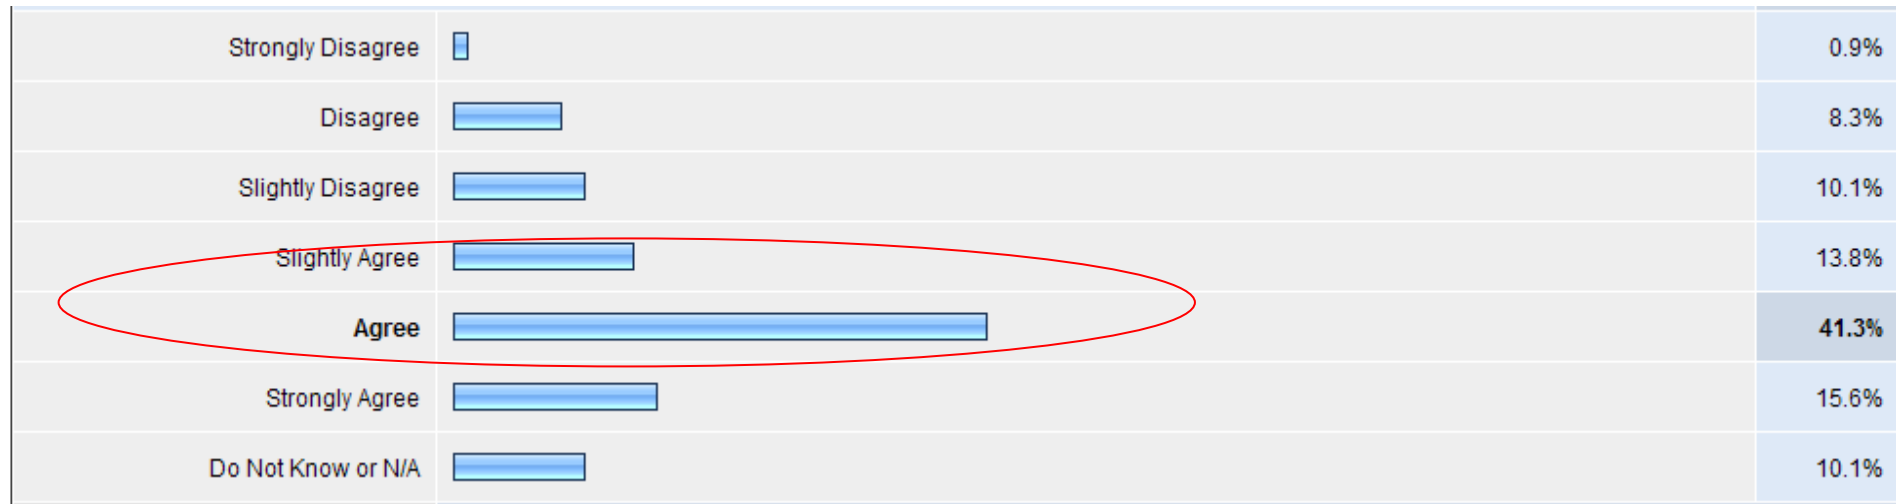 Strongly Disagree 0.9%
Disagree 8.3%
Slightly Disagree 10.1%
Slightly Agree 13.8%
Agree 41.3%
Strongly Agree 15.6%
Do Not Know or N/A 10.1%